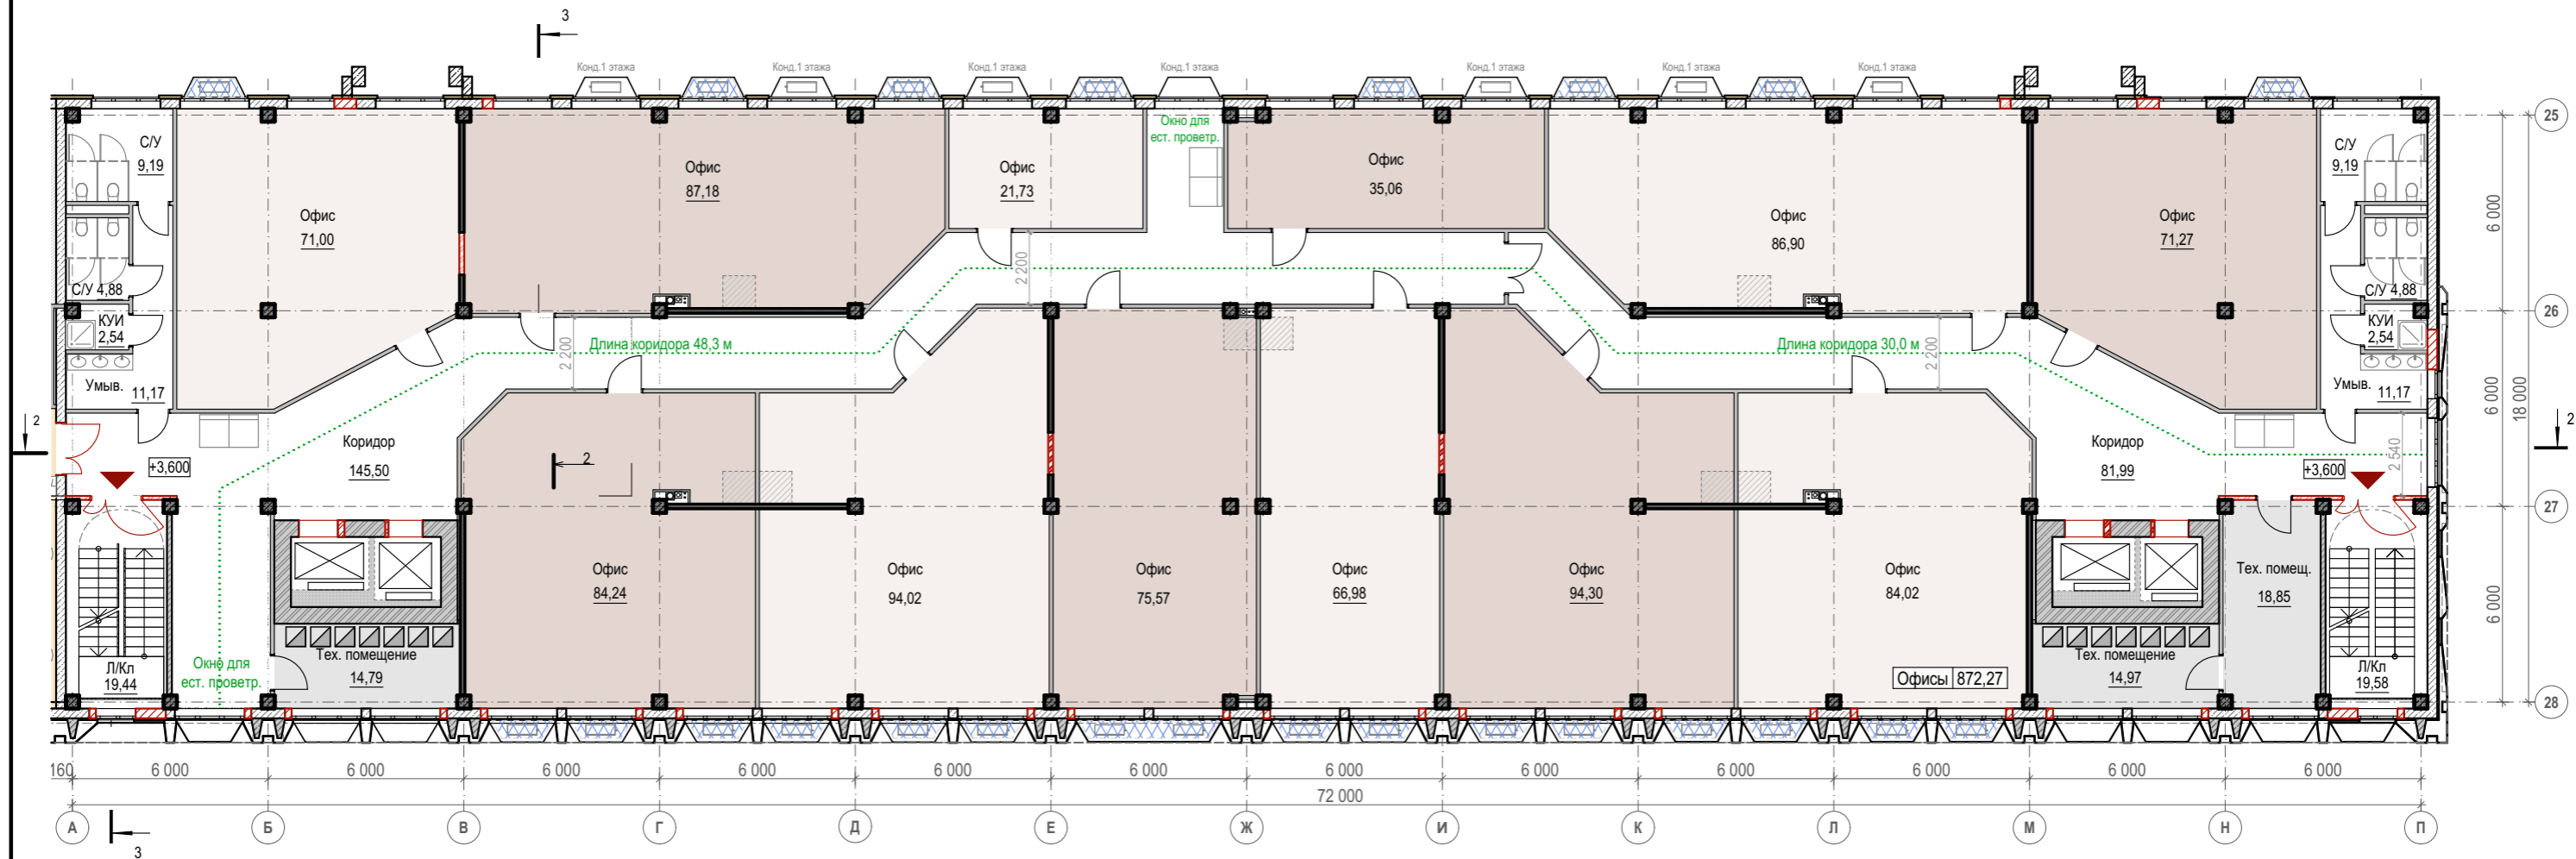 3
Конд.1 этажа
Конд.1 этажа
Конд.1 этажа
Конд.1 этажа
Конд.1 этажа
Конд.1 этажа
Конд.1 этажа
С/У
9,19
Офис
71,00
Офис
87,18
Офис
21,73
Окно для
ест. проветр.
Офис
35,06
Офис
86,90
Офис
71,27
С/У
9,19
25
6 000
С/У 4,88
КУИ
2,54
Умыв.
11,17
2 200
2 200
Длина коридора 48,3 м
Длина коридора 30,0 м
2 200
С/У 4,88
КУИ
2,54
Умыв.
11,17
26
6 000
18 000
2
+3,600
Коридор
145,50
2
Коридор
81,99
+3,600
2 540
2
27
6 000
Офис
84,24
Офис
94,02
Офис
75,57
Офис
66,98
Офис
94,30
Офис
84,02
Тех. помещ.
18,85
Л/Кл
19,44
Окно для
ест. проветр.
Тех. помещение
14,79
Офисы 872,27
Тех. помещение
14,97
Л/Кл
19,58
28
160
6 000
6 000
6 000
6 000
6 000
6 000
6 000
6 000
6 000
6 000
6 000
6 000
72 000
А
Б
В
Г
Д
Е
Ж
И
К
Л
М
Н
П
3